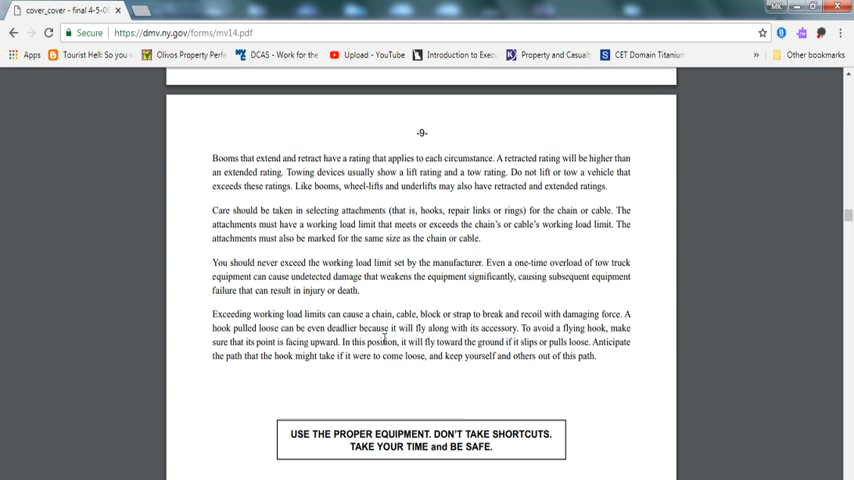 cover_cover - final 4-5-0
MK
Secure
https://dmv.ny.gov/forms/mv14.pdf
Apps
Tourist Hell: So you
Olivos Property Perfe
DCAS - Work for the
Upload - YouTube
Introduction to Execu
Property and Casualt
CET Domain Titanium
»
Other bookmarks
-9-
Booms that extend and retract have a rating that applies to each circumstance. A retracted rating will be higher than
an extended rating. Towing devices usually show a lift rating and a tow rating. Do not lift or tow a vehicle that
exceeds these ratings. Like booms, wheel-lifts and underlifts may also have retracted and extended ratings.
Care should be taken in selecting attachments (that is, hooks, repair links or rings) for the chain or cable. The
attachments must have a working load limit that meets or exceeds the chain's or cable's working load limit. The
attachments must also be marked for the same size as the chain or cable.
You should never exceed the working load limit set by the manufacturer. Even a one-time overload of tow truck
equipment can cause undetected damage that weakens the equipment significantly, causing subsequent equipment
failure that can result in injury or death.
Exceeding working load limits can cause a chain, cable, block or strap to break and recoil with damaging force. A
hook pulled loose can be even deadlier because it will fly along with its accessory. To avoid a flying hook, make
sure that its point is facing upward. In this position, it will fly toward the ground if it slips or pulls loose. Anticipate
the path that the hook might take if it were to come loose, and keep yourself and others out of this path.
USE THE PROPER EQUIPMENT. DON'T TAKE SHORTCUTS.
TAKE YOUR TIME and BE SAFE.